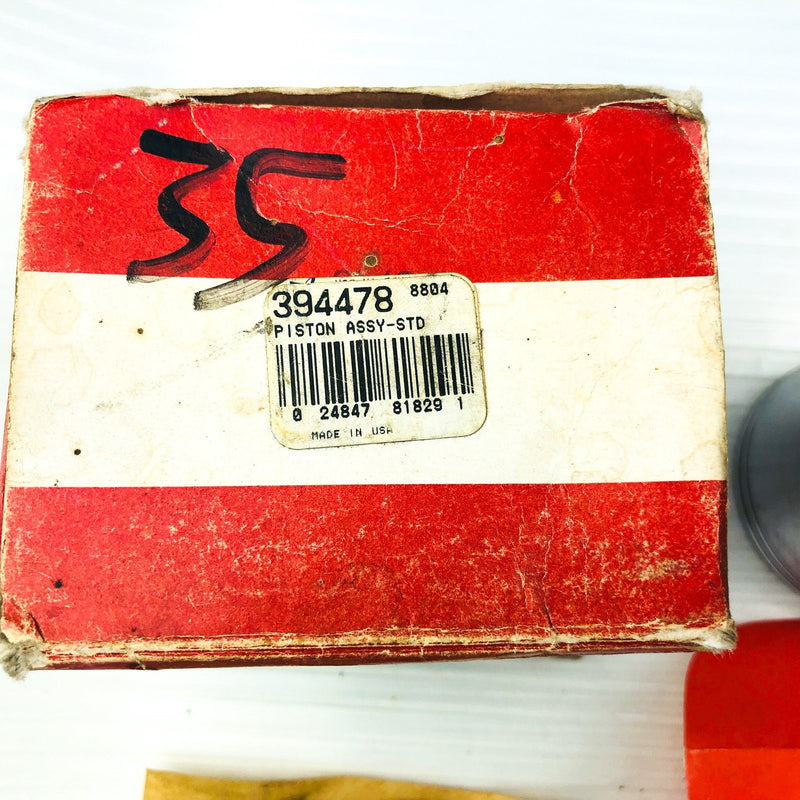 35
394478 8804
PISTON ASSY-STD
0 24847 81829 1
MADE IN USA